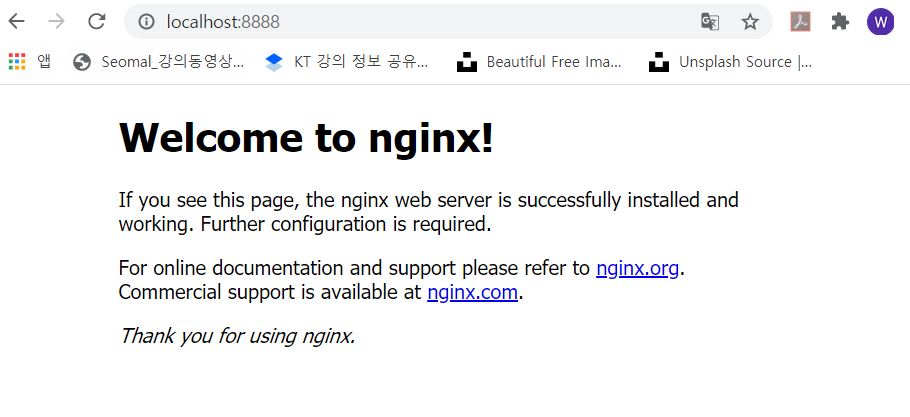 localhost:8888
W
앱 Seomal_강의동영상... KT 강의 정보 공유... Beautiful Free Ima... Unsplash Source |...
Welcome to nginx!
If you see this page, the nginx web server is successfully installed and
working. Further configuration is required.
For online documentation and support please refer to nginx.org.
Commercial support is available at nginx.com.
Thank you for using nginx.